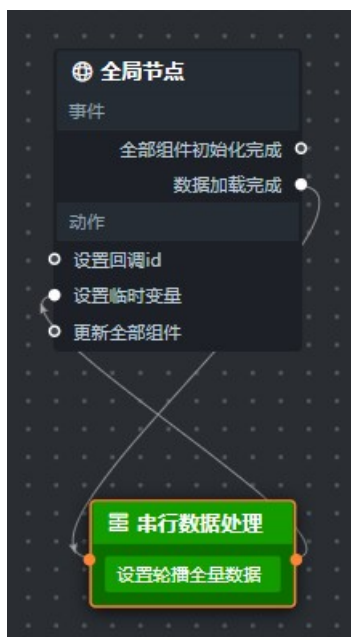 全局节点
事件
全部组件初始化完成
数据加载完成
动作
设置回调id
设置临时变量
更新全部组件
串行数据处理
设置轮播全量数据